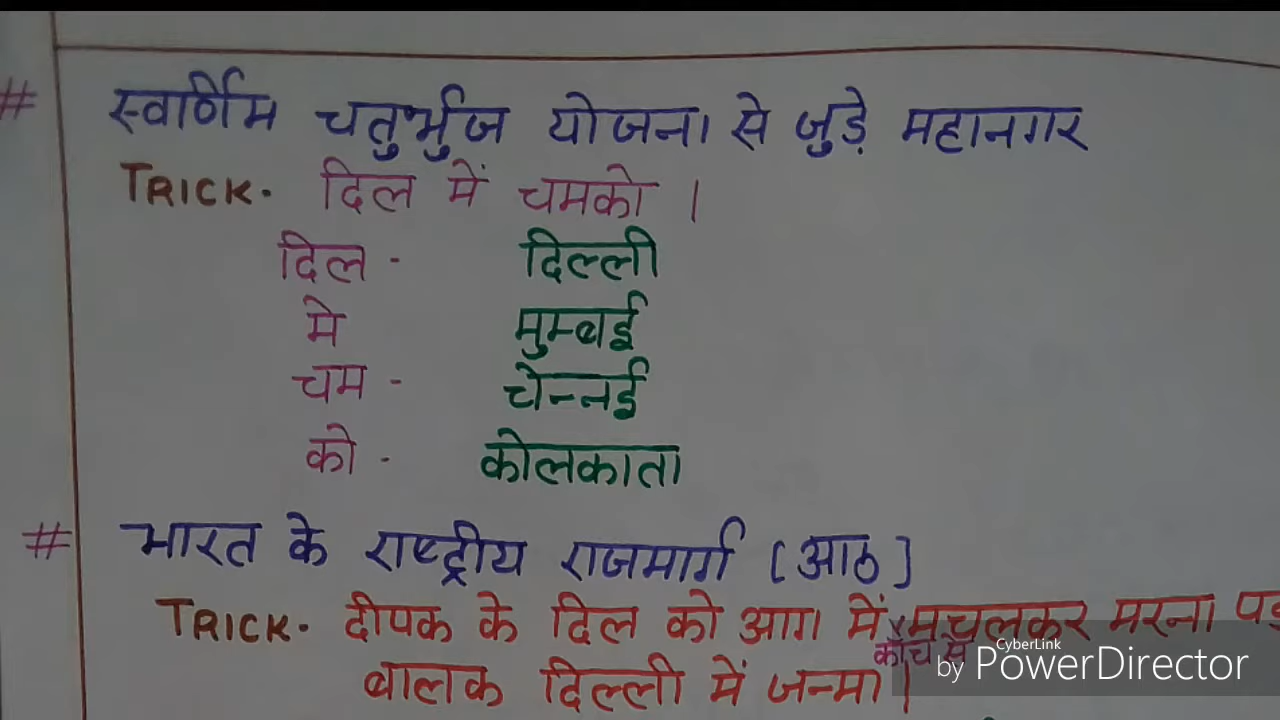 # स्वर्णिम चतुर्भुज योजना से जुड़े महानगर
TRICK. दिल में चमको ।
दिल - दिल्ली
मे मुम्बई
चम - चेन्नई
को - कोलकाता
# भारत के राष्ट्रीय राजमार्ग [आठ]
TRICK. दीपक के दिल को आग में मचलकर मरना
काँच से
बालक दिल्ली में जन्मा ।
CyberLink
by PowerDirector